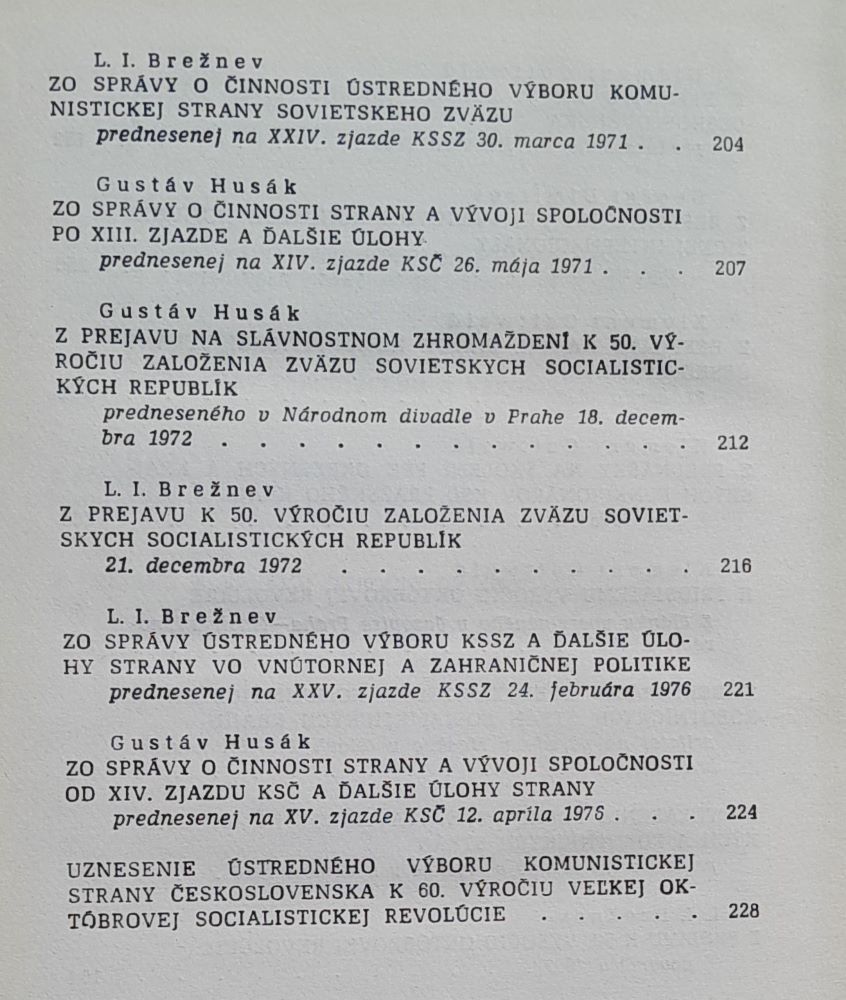 L. I. Brežnev
ZO SPRÁVY O ČINNOSTI ÚSTREDNÉHO VÝBORU KOMU-
NISTICKEJ STRANY SOVIETSKEHO ZVÄZU
prednesenej na XXIV. zjazde KSSZ 30. marca 1971 . . 204
Gustáv Husák
ZO SPRÁVY O ČINNOSTI STRANY A VÝVOJI SPOLOČNOSTI
PO XIII. ZJAZDE A ĎALŠIE ÚLOHY
prednesenej na XIV. zjazde KSČ 26. mája 1971 . . . 207
Gustáv Husák
Z PREJAVU NA SLÁVNOSTNOM ZHROMAŽDENÍ K 50. VÝ-
ROČIU ZALOŽENIA ZVÄZU SOVIETSKYCH SOCIALISTIC-
KÝCH REPUBLÍK
predneseného v Národnom divadle v Prahe 18. decem-
bra 1972 . . . . . . . . . . . . . 212
L. I. Brežnev
Z PREJAVU K 50. VÝROČIU ZALOŽENIA ZVÄZU SOVIET-
SKYCH SOCIALISTICKÝCH REPUBLÍK
21. decembra 1972 . . . . . . . . . . 216
L. I. Brežnev
ZO SPRÁVY ÚSTREDNÉHO VÝBORU KSSZ A ĎALŠIE ÚLO-
HY STRANY VO VNÚTORNEJ A ZAHRANIČNEJ POLITIKE
prednesenej na XXV. zjazde KSSZ 24. februára 1976 221
Gustáv Husák
ZO SPRÁVY O ČINNOSTI STRANY A VÝVOJI SPOLOČNOSTI
OD XIV. ZJAZDU KSČ A ĎALŠIE ÚLOHY STRANY
prednesenej na XV. zjazde KSČ 12. apríla 1976 . . . 224
UZNESENIE ÚSTREDNÉHO VÝBORU KOMUNISTICKEJ
STRANY ČESKOSLOVENSKA K 60. VÝROČIU VEĽKEJ OK-
TÓBROVEJ SOCIALISTICKEJ REVOLÚCIE . . . . . 228